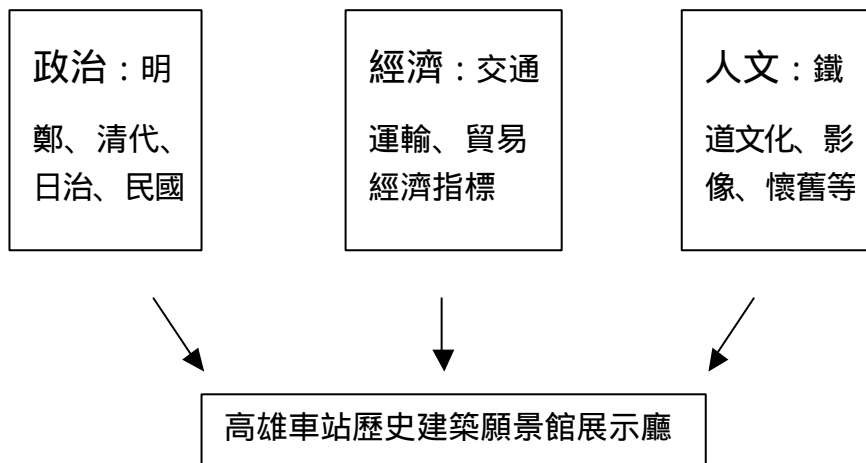 政治：明
鄭、清代、
日治、民國
經濟：交通
運輸、貿易
經濟指標
人文：鐵
道文化、影
像、懷舊等
高雄車站歷史建築願景館展示廳